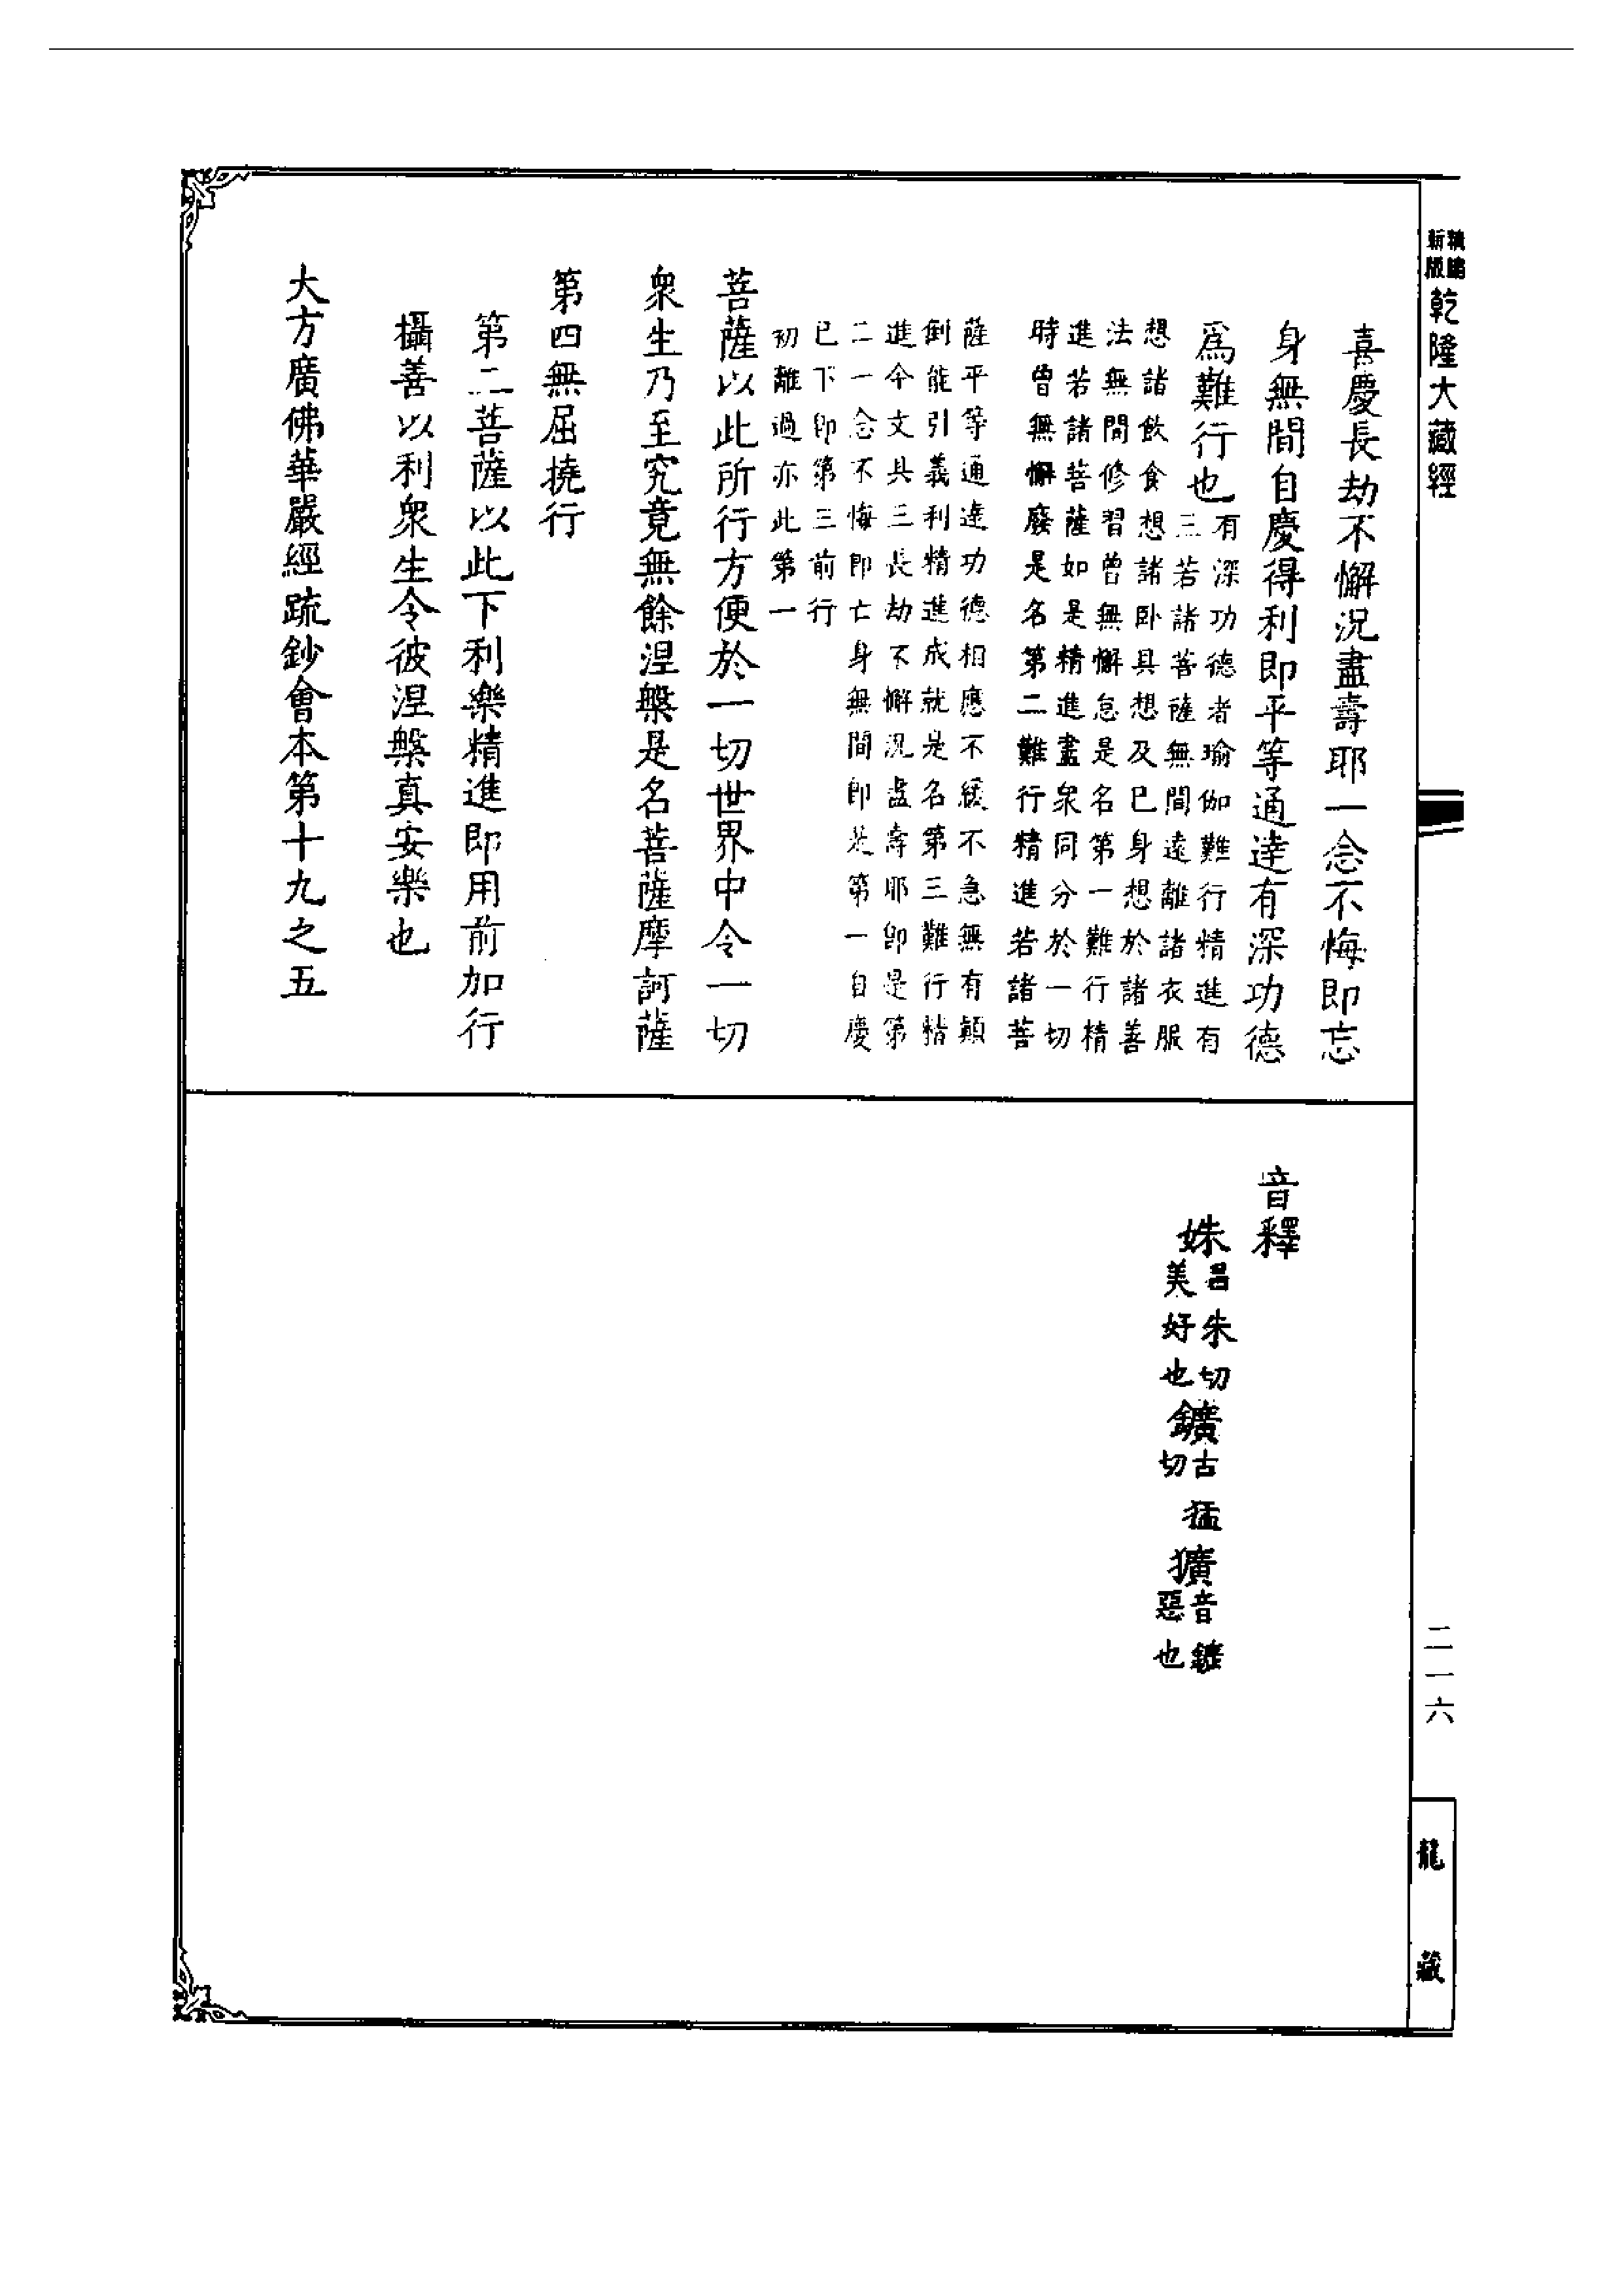 精編
新版
乾隆大藏經
喜慶長劫不懈況盡壽耶一念不悔即忘
身無間自慶得利即平等通達有深功德
爲難行也
有深功德者瑜伽難行精進有
三若諸菩薩無間遠離諸衣服
想諸飲食想諸卧具想及已身想於諸善
法無間修習曾無懈怠是名第一難行精
進若諸菩薩如是精進盡衆同分於一切
時曾無懈廢是名第二難行精進若諸菩
薩平等通達功德相應不緩不急無有顚
倒能引義利精進成就是名第三難行精
進今文具三長劫不懈況盡壽耶即是第
二一念不悔即亡身無間即是第一自慶
已下即第三前行
初離過亦此第一
菩薩以此所行方便於一切世界中令一切
衆生乃至究竟無餘涅槃是名菩薩摩訶薩
第四無屈撓行
第二菩薩以此下利樂精進即用前加行
攝善以利衆生令彼涅槃真安樂也
大方廣佛華嚴經疏鈔會本第十九之五
音釋
姝
昌朱切
美好也
鑛
古猛
切
獷
音鑛
惡也
二一六
龍藏